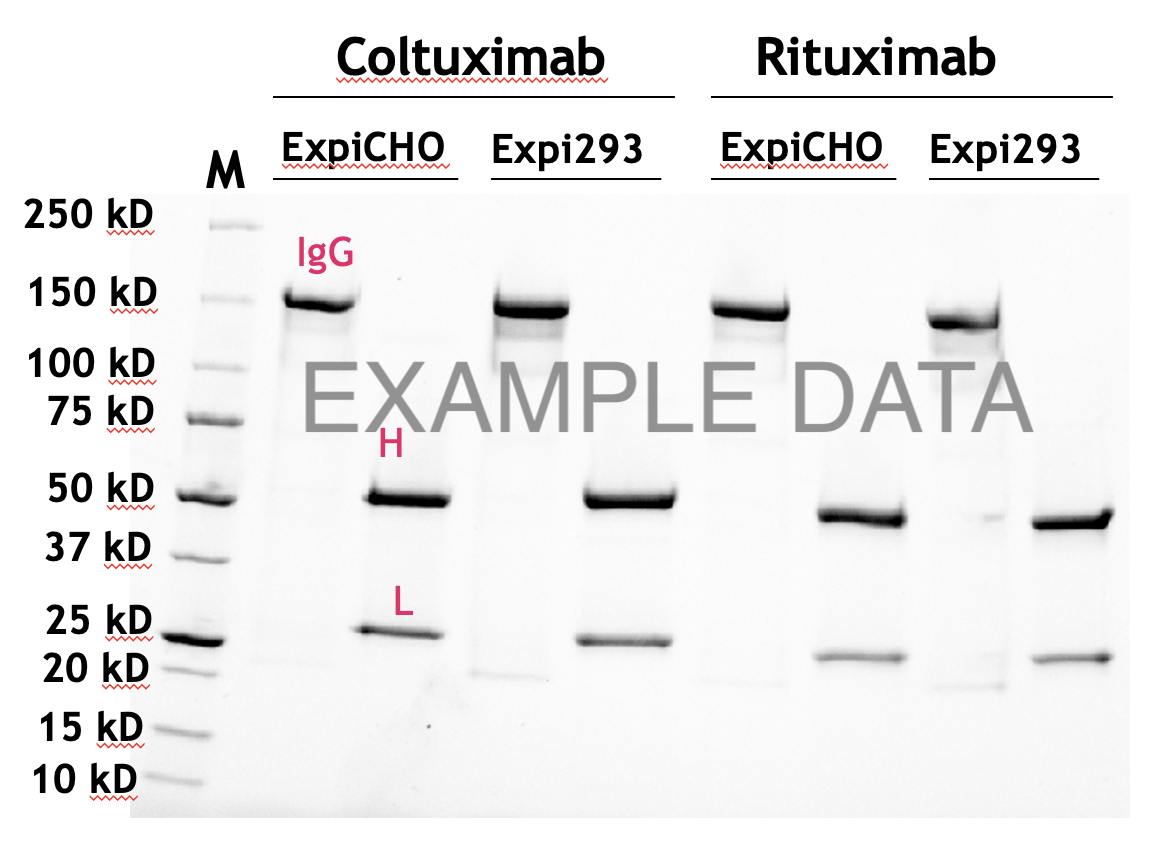 Coltuximab Rituximab
ExpiCHO Expi293 ExpiCHO Expi293
M
250 kD
IgG
150 kD
100 kD
EXAMPLE DATA
75 kD
H
50 kD
37 kD
L
25 kD
20 kD
15 kD
10 kD